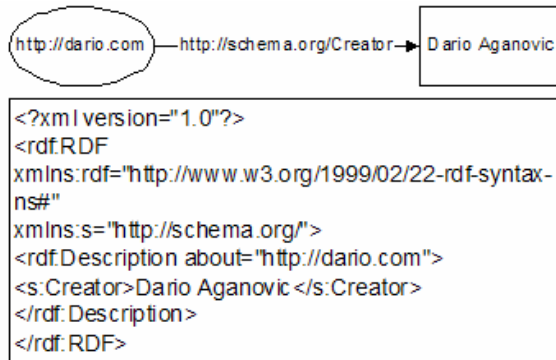 http://dario.com http://schema.org/Creator Dario Aganovic
<?xml version="1.0"?>
<rdf:RDF
xmlns:rdf="http://www.w3.org/1999/02/22-rdf-syntax-
ns#"
xmlns:s="http://schema.org/">
<rdf:Description about="http://dario.com">
<s:Creator>Dario Aganovic</s:Creator>
</rdf:Description>
</rdf:RDF>